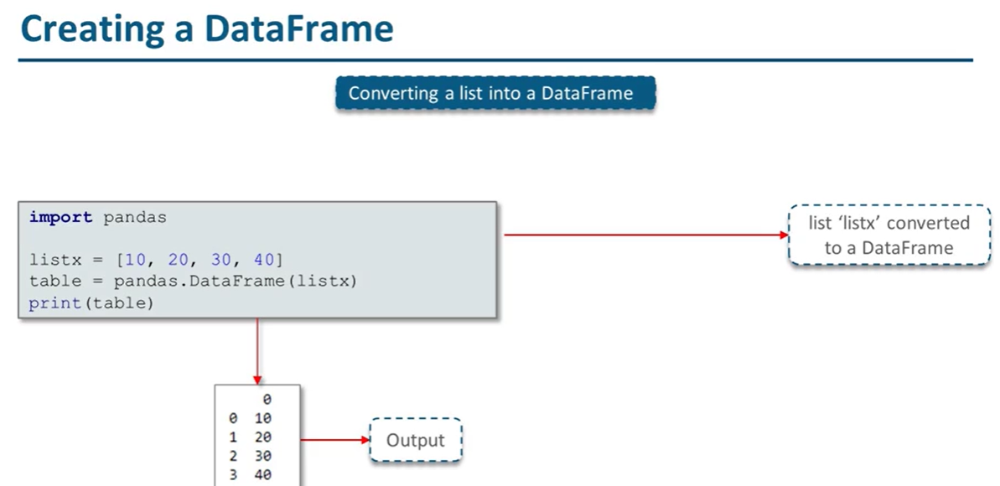 Creating a DataFrame
Converting a list into a DataFrame
import pandas
listx = [10, 20, 30, 40]
table = pandas.DataFrame(listx)
print(table)
list ‘listx’ converted
to a DataFrame
0
0 10
1 20
2 30
3 40
Output